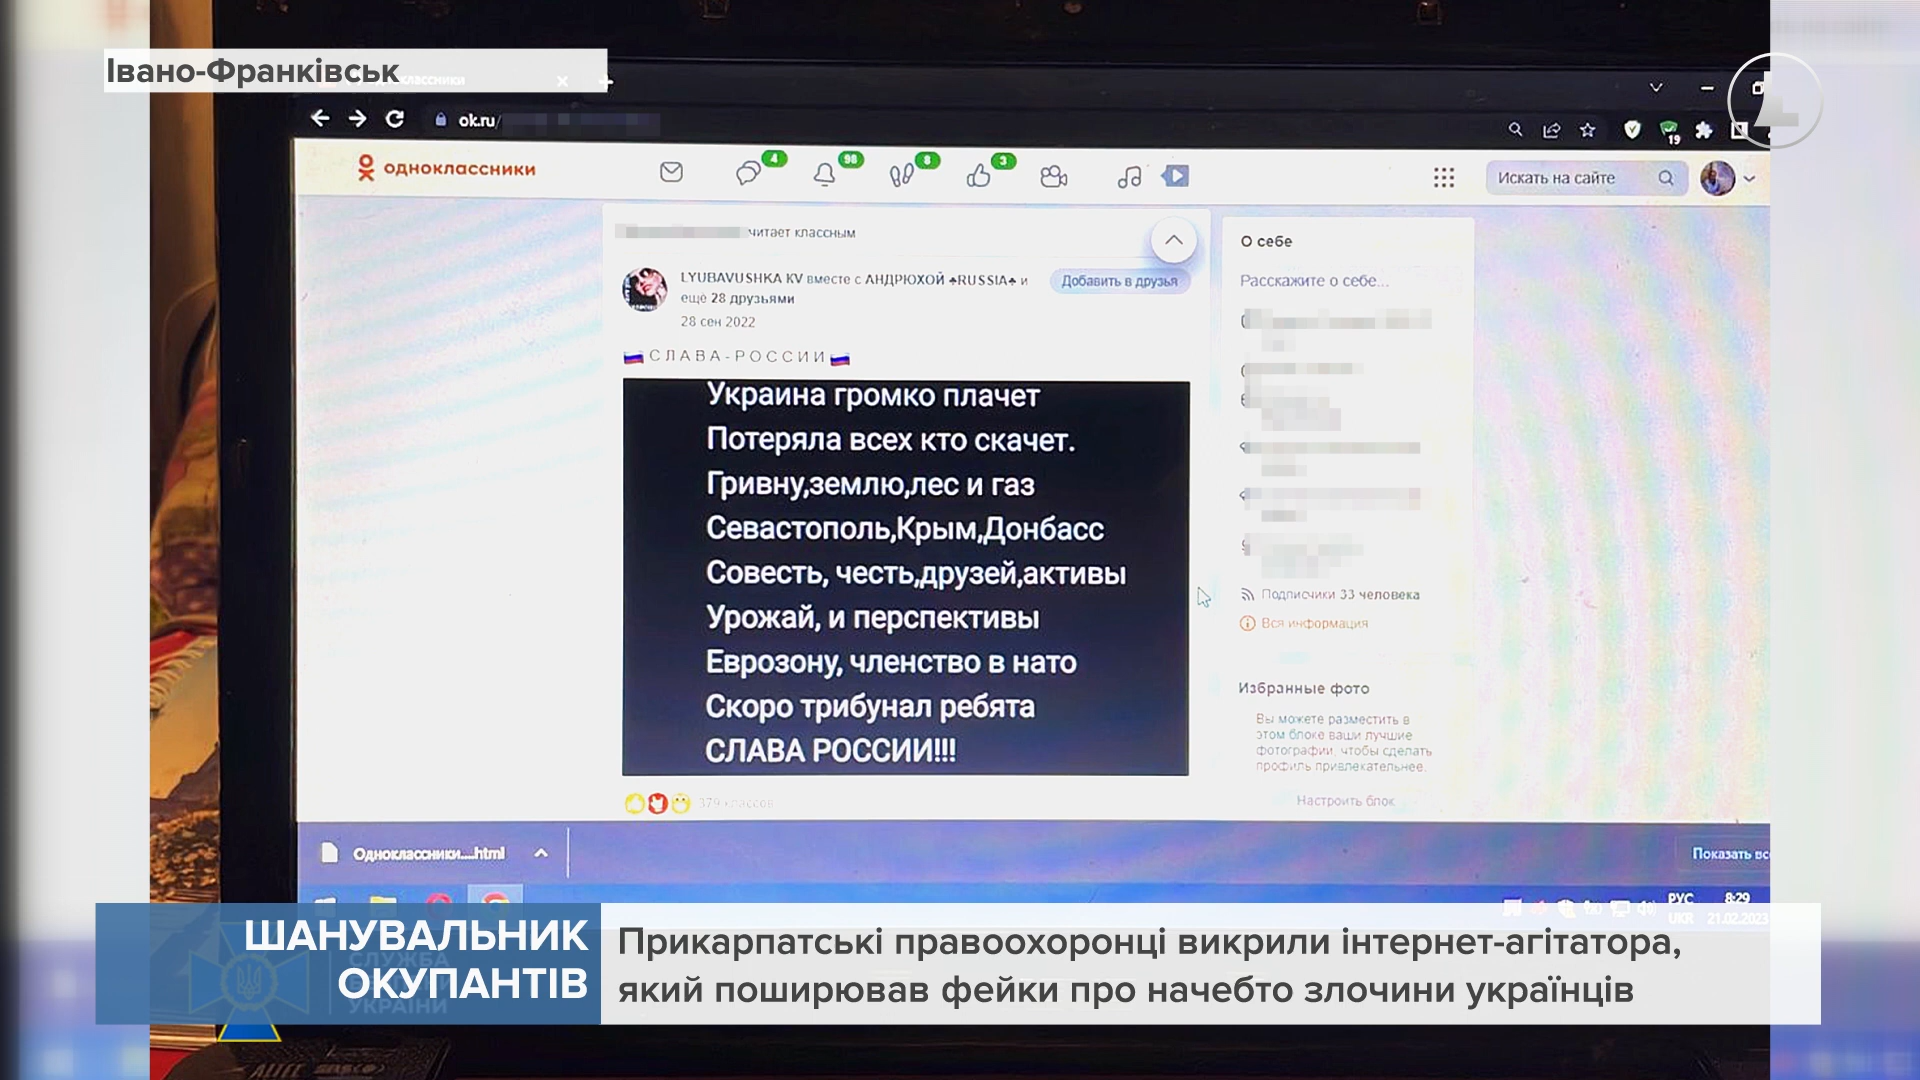 Івано-Франківськ
ok.ru/
19
одноклассники
4
98
8
3
Искать на сайте
читает классным
LYUBAVUSHKA KV вместе с АНДРЮХОЙ ♣RUSSIA♣ и
ещё 28 друзьями
28 сен 2022
Добавить в друзья
СЛАВА-РОССИИ
Украина громко плачет
Потеряла всех кто скачет.
Гривну,землю,лес и газ
Севастополь,Крым,Донбасс
Совесть, честь,друзей,активы
Урожай, и перспективы
Еврозону, членство в нато
Скоро трибунал ребята
СЛАВА РОССИИ!!!
379 классов
О себе
Расскажите о себе...
Подписчики 33 человека
Вся информация
Избранные фото
Вы можете разместить в
этом блоке ваши лучшие
фотографии, чтобы сделать
профиль привлекательнее.
Настроить блок
Одноклассники....html
Показать вс
РУС
UKR
8:29
21.02.2023
ШАНУВАЛЬНИК
ОКУПАНТІВ
СЛУЖБА
УКРАЇНИ
Прикарпатські правоохоронці викрили інтернет-агітатора,
який поширював фейки про начебто злочини українців